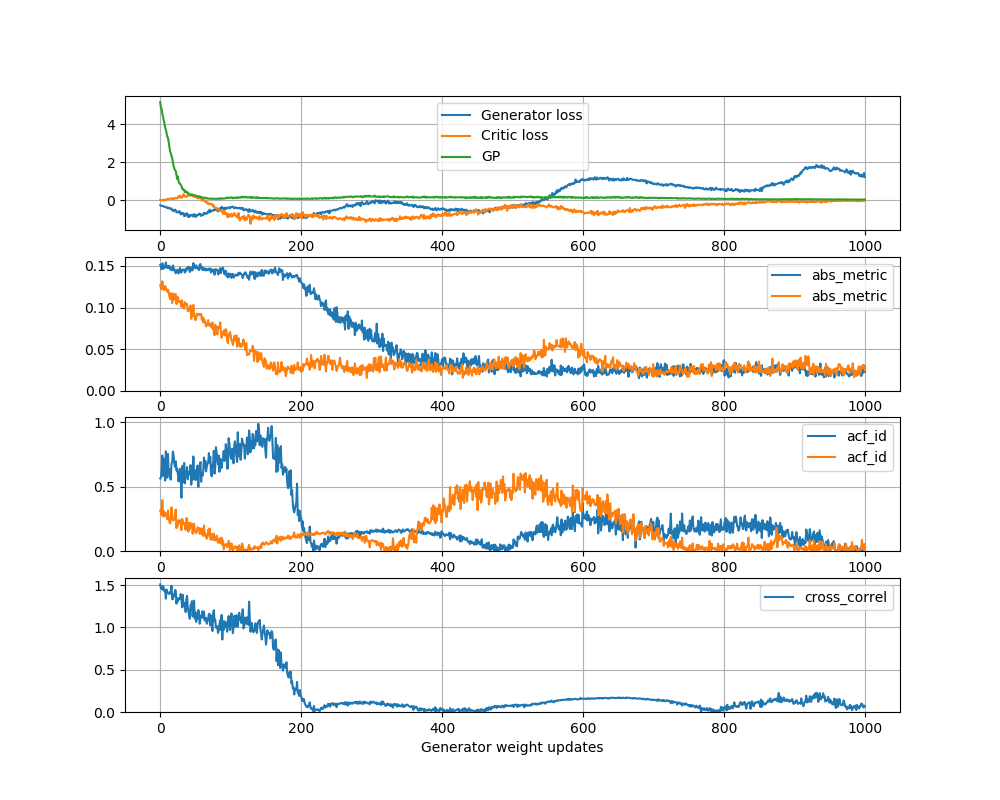 Generator loss
Critic loss
GP
4
2
0
0 200 400 600 800 1000
0.15
0.10
0.05
0.00
abs_metric
abs_metric
0 200 400 600 800 1000
1.0
0.5
0.0
acf_id
acf_id
0 200 400 600 800 1000
1.5
1.0
0.5
0.0
cross_correl
0 200 400 600 800 1000
Generator weight updates